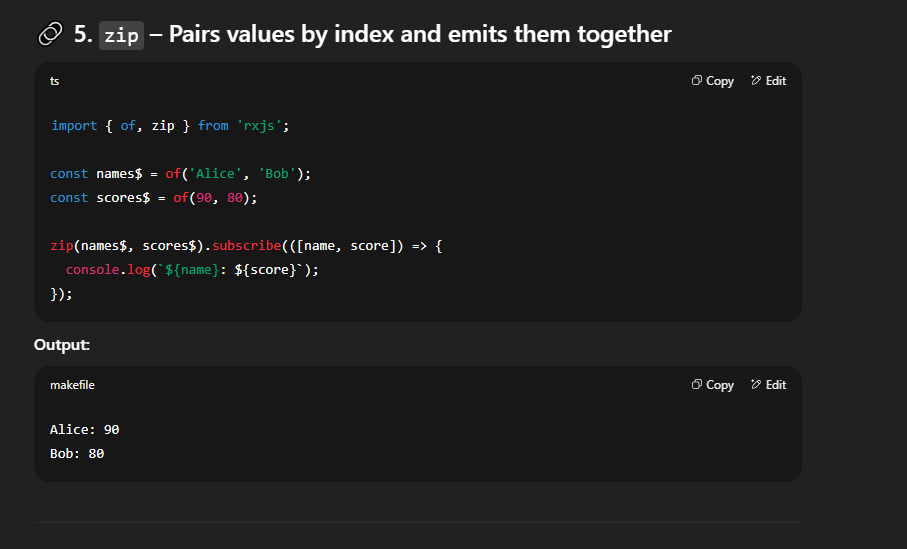 5. zip – Pairs values by index and emits them together
ts
Copy
Edit
import { of, zip } from 'rxjs';
const names$ = of('Alice', 'Bob');
const scores$ = of(90, 80);
zip(names$, scores$).subscribe(([name, score]) => {
  console.log(`${name}: ${score}`);
});
Output:
makefile
Copy
Edit
Alice: 90
Bob: 80